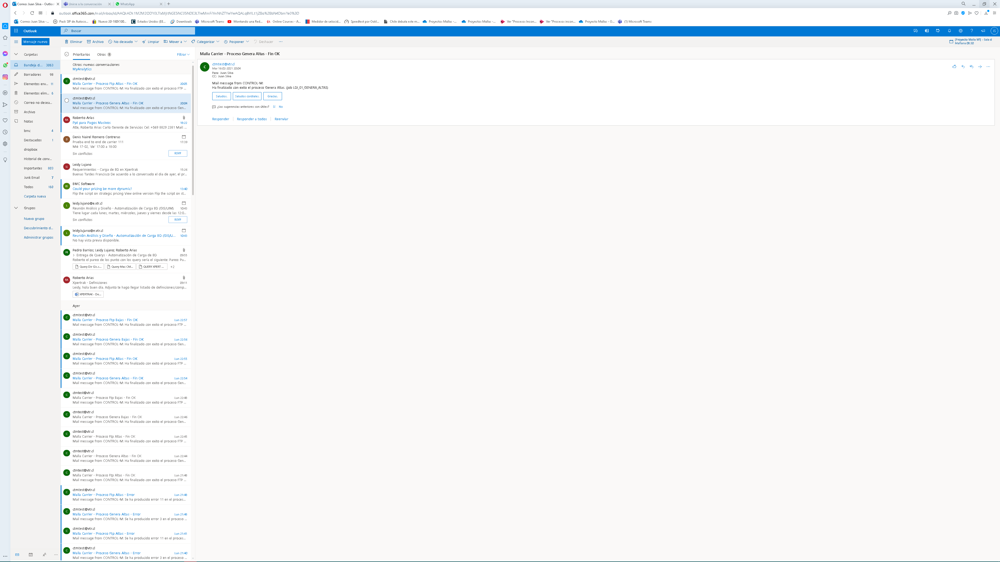 Correo: Juan Silva - Outlook
Unirse a la conversación
WhatsApp
outlook.office365.com
Correo: Juan Silva -...
Pack SIP de Autoco...
Nuevo 20-180X100...
Estados Unidos (EE...
Downloads
Microsoft Teams
Montando una Red...
Online Courses - A...
Medidor de velocid...
Speedtest por Ookl...
Chile debuta este m...
Proyectos Mallas -...
Proyectos Mallas -...
Ver "Procesos Incon...
Ver "Procesos incon...
Proyecto Mallas - O...
(1) Microsoft Teams
Outlook
Buscar
JS
Mensaje nuevo
Eliminar
Archivo
No deseado
Limpiar
Mover a
Categorizar
Posponer
Deshacer
[Proyecto Malla M1] - Sala d
Mañana 08:30
Carpetas
Bandeja d... 3063
Borradores 98
Elementos env... 11
Elementos elim... 6
Correo no desea...
Archivo
Notas
bmc 4
Destacados 1
dropbox
Historial de conv...
Importantes 803
Junk Email 7
Todos 160
Carpeta nueva
Grupos
Nuevo grupo
Descubrimiento d...
Administrar grupos
Prioritarios Otros 1 Filtrar
Otros: nuevas conversaciones
MyAnalytics
C
ctmtest@vtr.cl
Malla Carrier - Proceso Ftp Altas - Fin OK 20:05
Mail message from CONTROL-M: Ha finalizado con exito el proceso FTP ...
ctmtest@vtr.cl
Malla Carrier - Proceso Genera Altas - Fin OK 20:04
Mail message from CONTROL-M: Ha finalizado con exito el proceso Gen...
RA
Roberto Arias
Ppt para Pagos Masivos 18:22
Atte, Roberto Arias Carlo Gerente de Servicios Cel: +569 8829 2381 Mail: ...
D
Denis Nairel Romero Contreras
Prueba end to end de carrier 111 17:39
Mié 17-02, 'de' 17:00 a 18:00
Sin conflictos RSVP
LL
Leidy Lujano
Requerimientos - Carga de BD en Xpertrak 15:26
Buenas Tardes Francisco De acuerdo a lo conversado el dia de ayer, el pr...
BS
BMC Software
Could your pricing be more dynamic? 13:40
Flip the script on strategic pricing View online version Flip the script on st...
L
leidy.lujano@e.vtr.cl
Reunión Análisis y Diseño - Automatización de Carga BD (GIS/UIM) 10:43
Tiene lugar cada lunes, martes, miércoles, jueves y viernes desde las 12:0...
Sin conflictos RSVP
L
leidy.lujano@e.vtr.cl
Reunión Análisis y Diseño - Automatización de Carga BD (GIS/U... 10:43
No hay vista previa disponible.
PB
Pedro Barrios; Leidy Lujano; Roberto Arias
Entrega de Querys - Automatización de Carga de BD 09:55
Roberto el pareo de los punto con los query sería el siguiente: Pareo: Pu...
Query Dir Gis.s... Query Mac CM... QUERY XPERT ... +2
RA
Roberto Arias
Xpertrak - Definiciones 09:11
Leidy, hola buen día. Adjunto te hago llegar listado de definiciones/comp...
XPERTRAK - De...
Ayer
C
ctmtest@vtr.cl
Malla Carrier - Proceso Ftp Bajas - Fin OK Lun 22:57
Mail message from CONTROL-M: Ha finalizado con exito el proceso FTP ...
C
ctmtest@vtr.cl
Malla Carrier - Proceso Genera Bajas - Fin OK Lun 22:56
Mail message from CONTROL-M: Ha finalizado con exito el proceso Gen...
C
ctmtest@vtr.cl
Malla Carrier - Proceso Ftp Altas - Fin OK Lun 22:55
Mail message from CONTROL-M: Ha finalizado con exito el proceso FTP ...
C
ctmtest@vtr.cl
Malla Carrier - Proceso Genera Altas - Fin OK Lun 22:54
Mail message from CONTROL-M: Ha finalizado con exito el proceso Gen...
C
ctmtest@vtr.cl
Malla Carrier - Proceso Ftp Bajas - Fin OK Lun 22:48
Mail message from CONTROL-M: Ha finalizado con exito el proceso FTP ...
C
ctmtest@vtr.cl
Malla Carrier - Proceso Genera Bajas - Fin OK Lun 22:46
Mail message from CONTROL-M: Ha finalizado con exito el proceso Gen...
C
ctmtest@vtr.cl
Malla Carrier - Proceso Ftp Altas - Fin OK Lun 22:45
Mail message from CONTROL-M: Ha finalizado con exito el proceso FTP ...
C
ctmtest@vtr.cl
Malla Carrier - Proceso Genera Altas - Fin OK Lun 22:44
Mail message from CONTROL-M: Ha finalizado con exito el proceso Gen...
C
ctmtest@vtr.cl
Malla Carrier - Proceso Ftp Altas - Fin OK Lun 21:48
Mail message from CONTROL-M: Ha finalizado con exito el proceso FTP ...
C
ctmtest@vtr.cl
Malla Carrier - Proceso Ftp Altas - Error Lun 21:48
Mail message from CONTROL-M: Se ha producido error 11 en el proceso...
C
ctmtest@vtr.cl
Malla Carrier - Proceso Genera Altas - Error Lun 21:48
Mail message from CONTROL-M: Se ha producido error 3 en el proceso ...
C
ctmtest@vtr.cl
Malla Carrier - Proceso Ftp Altas - Error Lun 21:41
Mail message from CONTROL-M: Se ha producido error 11 en el proceso...
C
ctmtest@vtr.cl
Malla Carrier - Proceso Genera Altas - Error Lun 21:40
Mail message from CONTROL-M: Se ha producido error 3 en el proceso ...
Malla Carrier - Proceso Genera Altas - Fin OK
C
ctmtest@vtr.cl
Mar 16-02-2021 20:04
Para: Juan Silva
CC: Juan Silva
Mail message from CONTROL-M:
Ha finalizado con exito el proceso Genera Altas. (job LDI_01_GENERA_ALTAS)
Saludos. Saludos cordiales. Gracias.
¿Las sugerencias anteriores son útiles? Sí No
Responder Responder a todos Reenviar